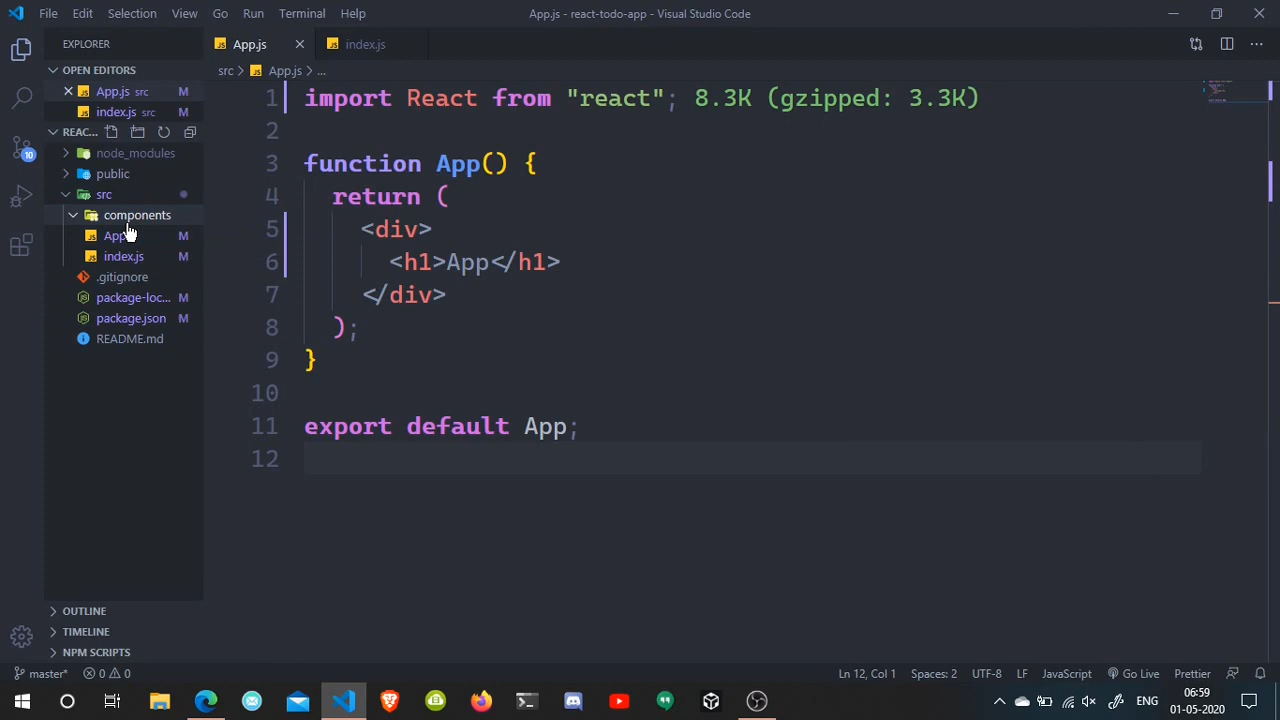 File Edit Selection View Go Run Terminal Help
App.js - react-todo-app - Visual Studio Code
EXPLORER
OPEN EDITORS
App.js src M
index.js src M
REAC...
node_modules
public
src
components
App M
index.js M
.gitignore
package-loc... M
package.json M
README.md
OUTLINE
TIMELINE
NPM SCRIPTS
10
App.js
index.js
src > App.js > ...
1 import React from "react"; 8.3K (gzipped: 3.3K)
2
3 function App() {
4 return (
5 <div>
6 <h1>App</h1>
7 </div>
8 );
9 }
10
11 export default App;
12
master* 0 0
Ln 12, Col 1 Spaces: 2 UTF-8 LF JavaScript Go Live Prettier
ENG
06:59
01-05-2020